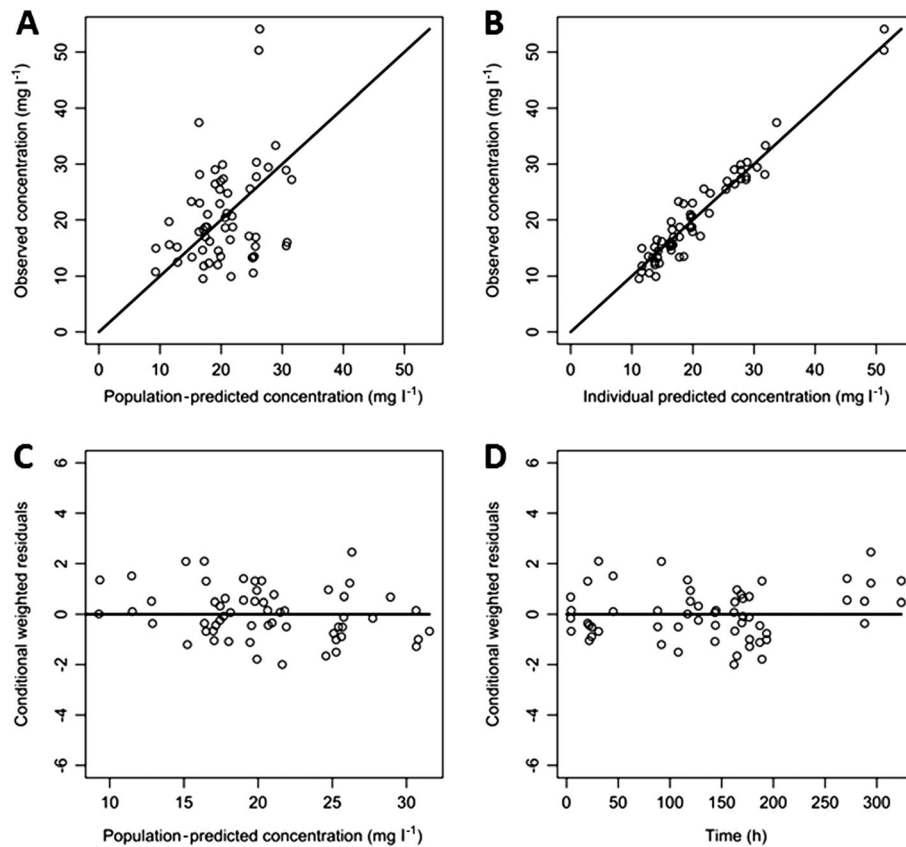 A
Observed concentration (mg l⁻¹)
50
40
30
20
10
0
0 10 20 30 40 50
Population-predicted concentration (mg l⁻¹)
B
Observed concentration (mg l⁻¹)
50
40
30
20
10
0
0 10 20 30 40 50
Individual predicted concentration (mg l⁻¹)
C
Conditional weighted residuals
6
4
2
0
-2
-4
-6
10 15 20 25 30
Population-predicted concentration (mg l⁻¹)
D
Conditional weighted residuals
6
4
2
0
-2
-4
-6
0 50 100 150 200 250 300
Time (h)